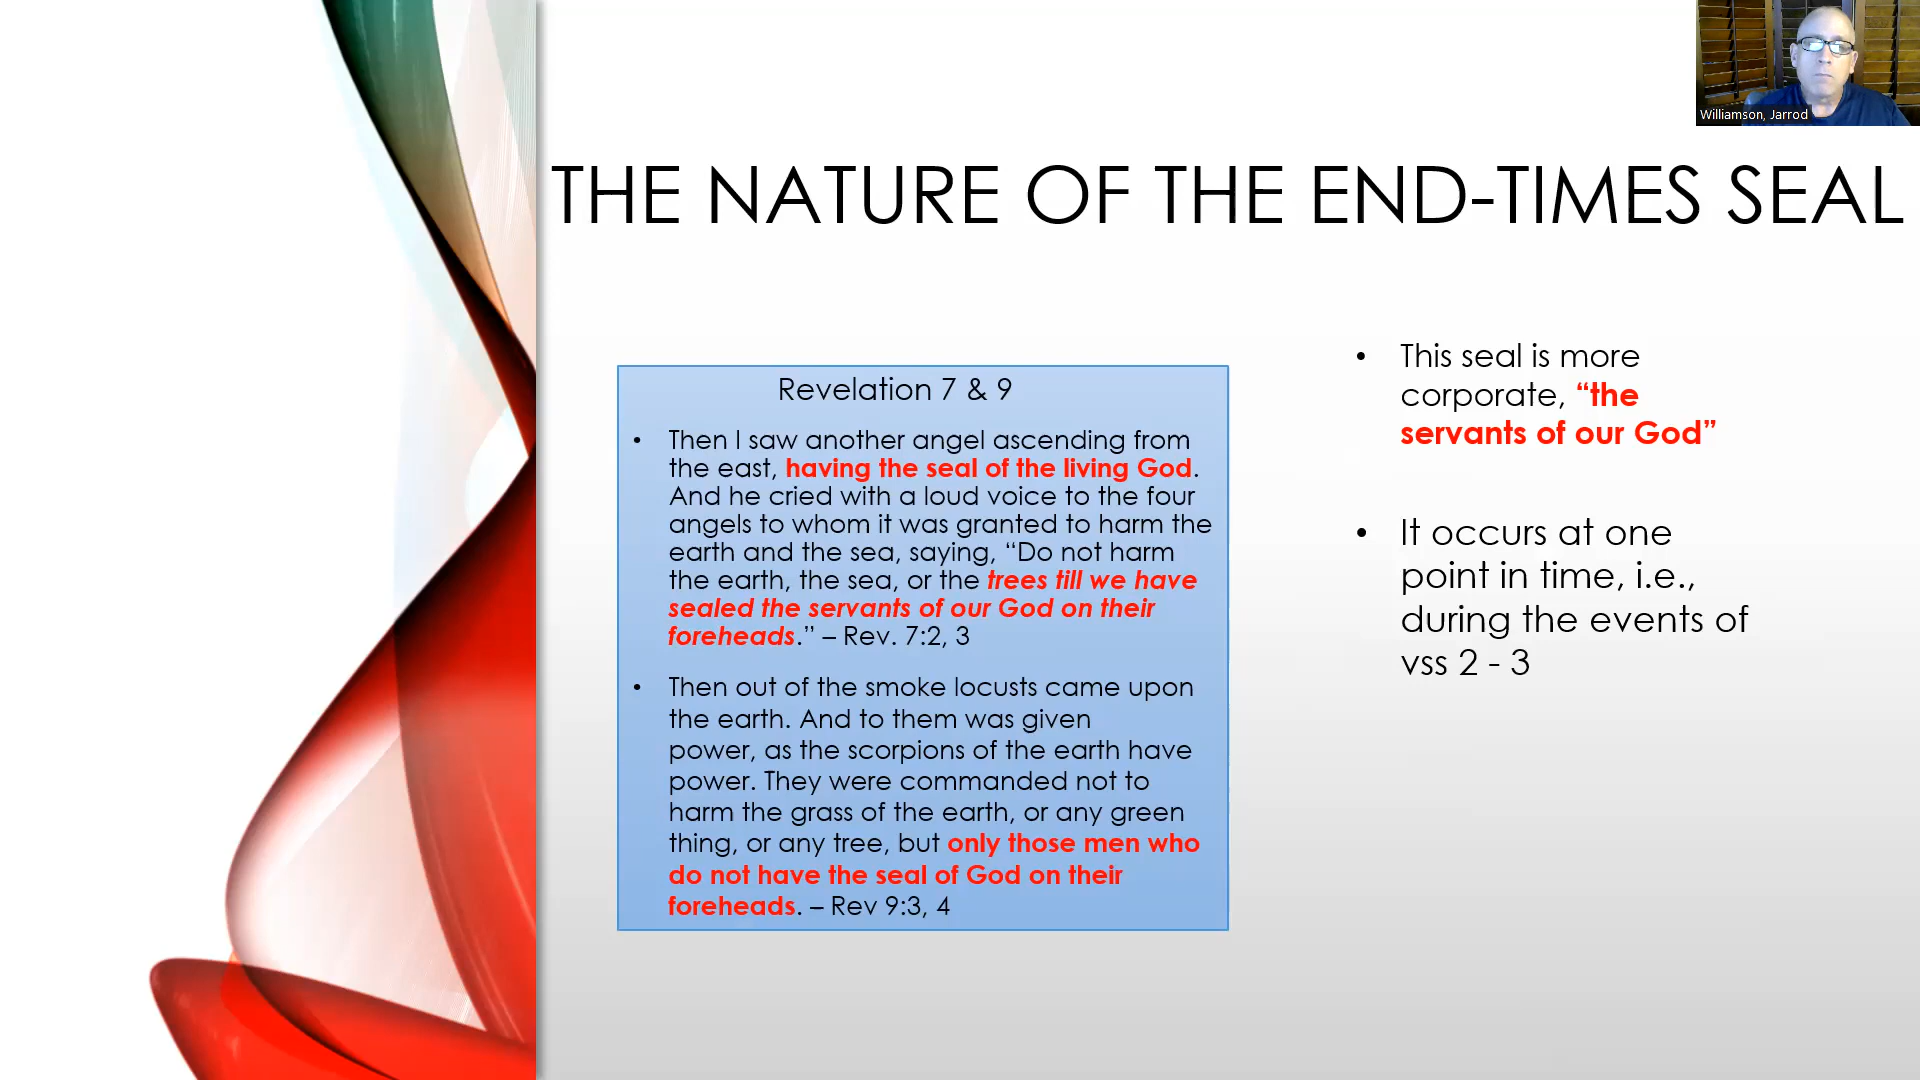 Williamson, Jarrod
THE NATURE OF THE END-TIMES SEAL
Revelation 7 & 9
• Then I saw another angel ascending from
the east, having the seal of the living God.
And he cried with a loud voice to the four
angels to whom it was granted to harm the
earth and the sea, saying, “Do not harm
the earth, the sea, or the trees till we have
sealed the servants of our God on their
foreheads.” – Rev. 7:2, 3
• Then out of the smoke locusts came upon
the earth. And to them was given
power, as the scorpions of the earth have
power. They were commanded not to
harm the grass of the earth, or any green
thing, or any tree, but only those men who
do not have the seal of God on their
foreheads. – Rev 9:3, 4
• This seal is more
corporate, “the
servants of our God”
• It occurs at one
point in time, i.e.,
during the events of
vss 2 - 3